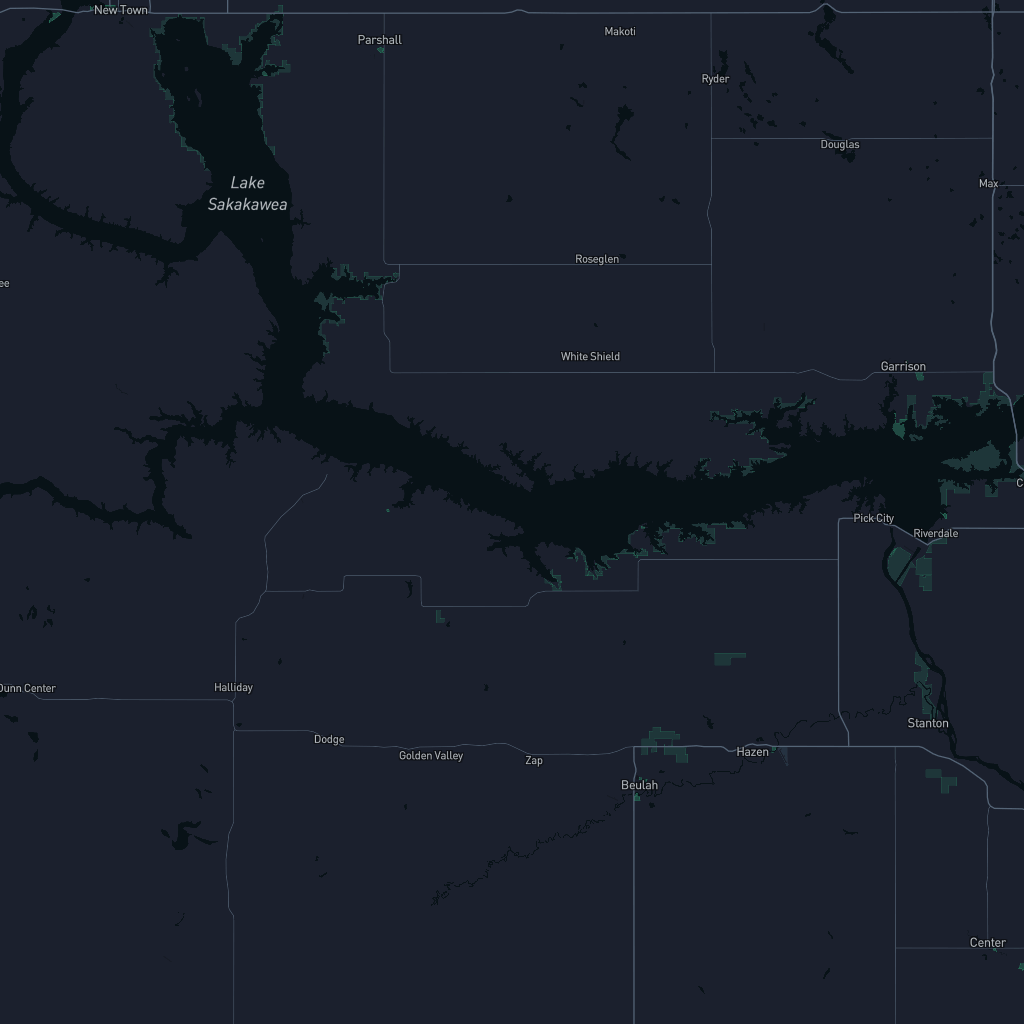 New Town
Parshall
Makoti
Ryder
Douglas
Max
Lake
Sakakawea
Roseglen
ee
White Shield
Garrison
C
Pick City
Riverdale
Dunn Center
Halliday
Stanton
Dodge
Golden Valley
Zap
Hazen
Beulah
Center